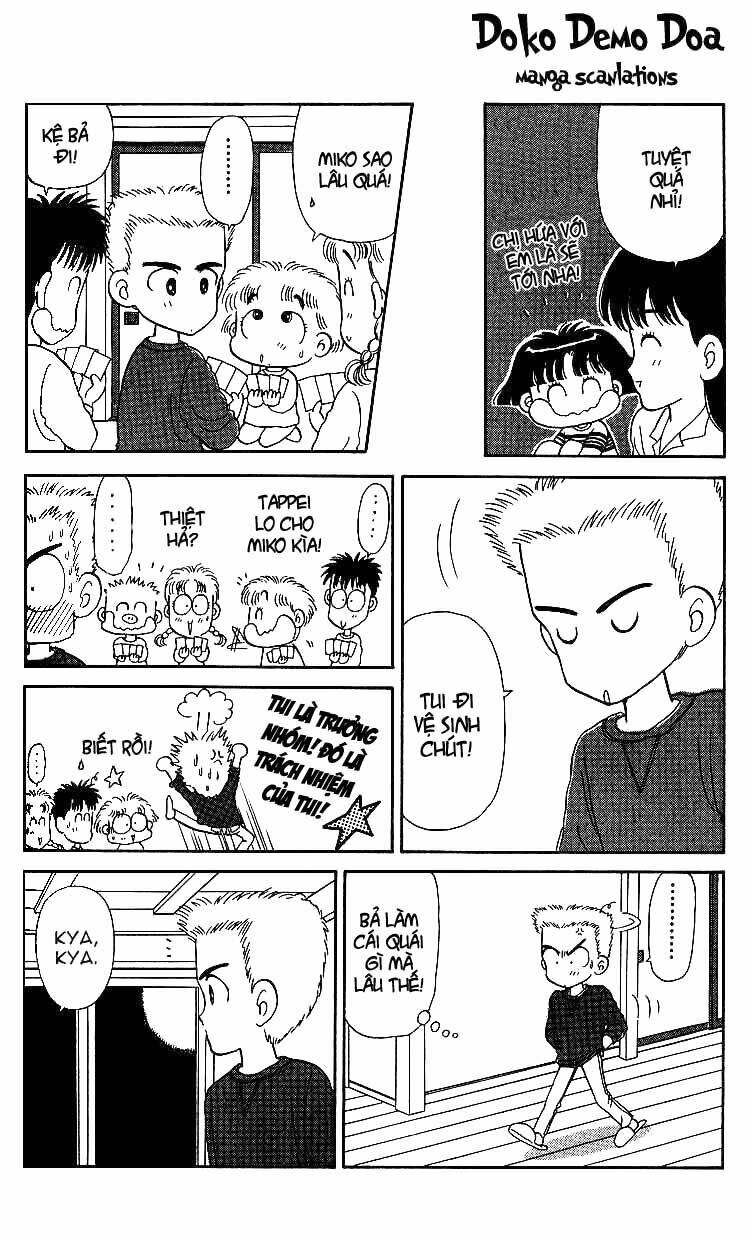 Doko Demo Doa
Manga Scanlations
TUYỆT
QUÁ
NHỈ!
CHỊ HỨA VỚI
EM LÀ SẼ
TỚI NHA!
MIKO SAO
LÂU QUÁ!
......
KỆ BẢ
ĐI!
TUI ĐI
VỆ SINH
CHÚT!
....
TAPPEI
LO CHO
MIKO KÌA!
THIỆT
HẢ?
....
TUI LÀ TRƯỞNG
NHÓM! ĐÓ LÀ
TRÁCH NHIỆM
CỦA TUI!
BIẾT RỒI!
....
......
BẢ LÀM
CÁI QUÁI
GÌ MÀ
LÂU THẾ!
...
KYA,
KYA.